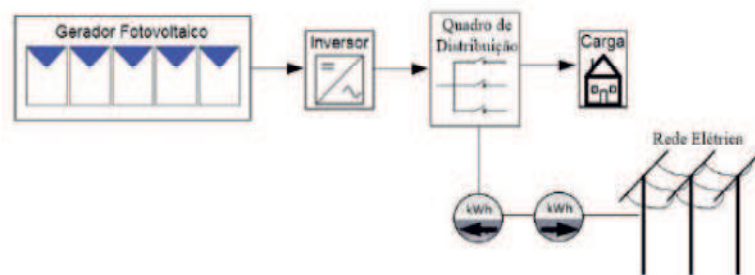 Gerador Fotovoltaico
Inversor
Quadro de
Distribuição
Carga
Rede Elétrica
kWh
kWh